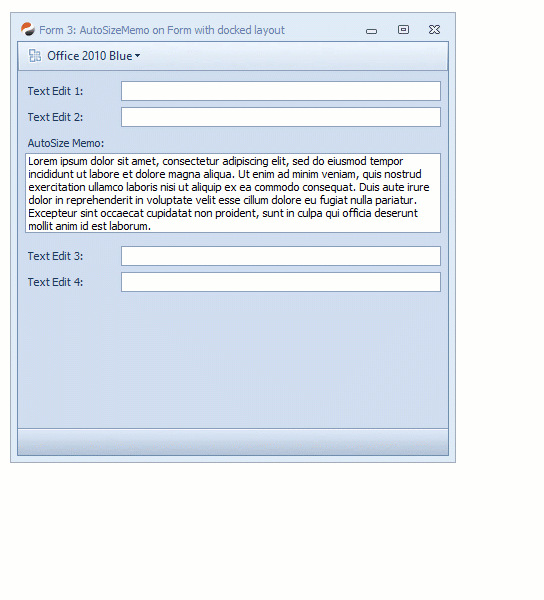 Form 3: AutoSizeMemo on Form with docked layout
Office 2010 Blue
Text Edit 1:
Text Edit 2:
AutoSize Memo:
Lorem ipsum dolor sit amet, consectetur adipiscing elit, sed do eiusmod tempor
incididunt ut labore et dolore magna aliqua. Ut enim ad minim veniam, quis nostrud
exercitation ullamco laboris nisi ut aliquip ex ea commodo consequat. Duis aute irure
dolor in reprehenderit in voluptate velit esse cillum dolore eu fugiat nulla pariatur.
Excepteur sint occaecat cupidatat non proident, sunt in culpa qui officia deserunt
mollit anim id est laborum.
Text Edit 3:
Text Edit 4: